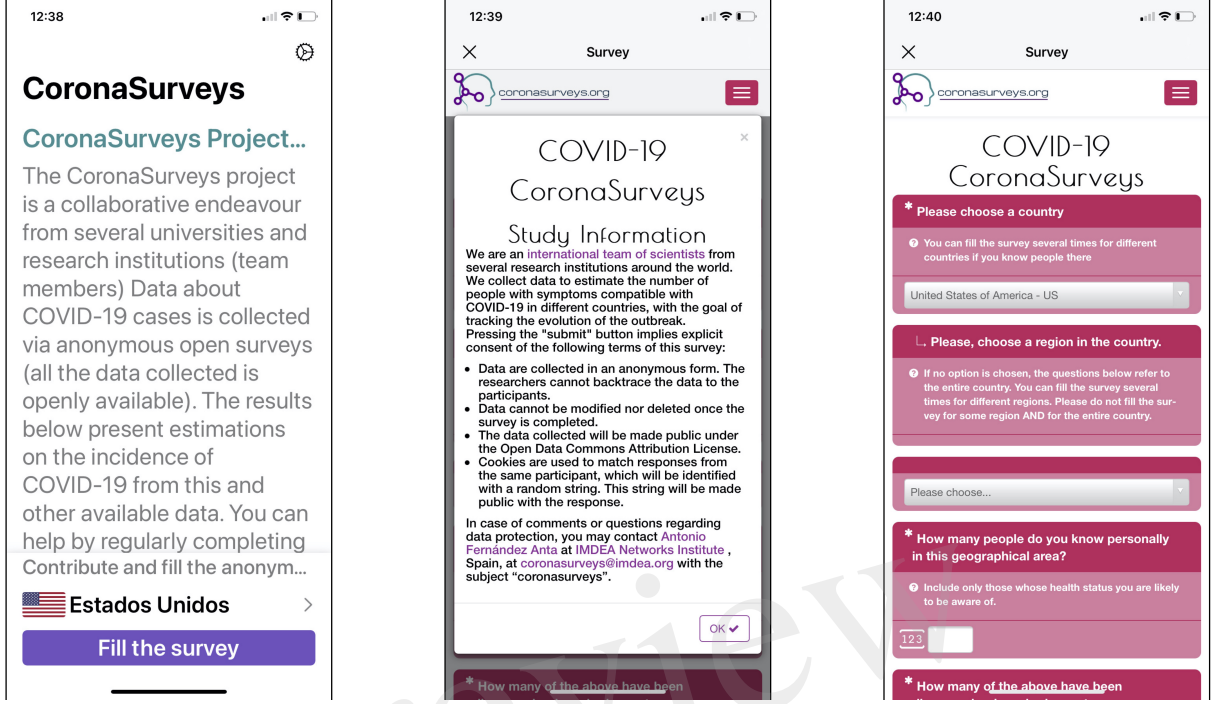 12:38
CoronaSurveys
CoronaSurveys Project...
The CoronaSurveys project
is a collaborative endeavour
from several universities and
research institutions (team
members) Data about
COVID-19 cases is collected
via anonymous open surveys
(all the data collected is
openly available). The results
below present estimations
on the incidence of
COVID-19 from this and
other available data. You can
help by regularly completing
Contribute and fill the anonym...
Estados Unidos
Fill the survey
12:39
Survey
coronasurveys.org
COVID-19
CoronaSurveys
Study Information
We are an international team of scientists from
several research institutions around the world.
We collect data to estimate the number of
people with symptoms compatible with
COVID-19 in different countries, with the goal of
tracking the evolution of the outbreak.
Pressing the "submit" button implies explicit
consent of the following terms of this survey:
• Data are collected in an anonymous form. The
researchers cannot backtrace the data to the
participants.
• Data cannot be modified nor deleted once the
survey is completed.
• The data collected will be made public under
the Open Data Commons Attribution License.
• Cookies are used to match responses from
the same participant, which will be identified
with a random string. This string will be made
public with the response.
In case of comments or questions regarding
data protection, you may contact Antonio
Fernández Anta at IMDEA Networks Institute ,
Spain, at coronasurveys@imdea.org with the
subject “coronasurveys”.
OK
* How many of the above have been
12:40
Survey
coronasurveys.org
COVID-19
CoronaSurveys
* Please choose a country
You can fill the survey several times for different
countries if you know people there
United States of America - US
Please, choose a region in the country.
If no option is chosen, the questions below refer to
the entire country. You can fill the survey several
times for different regions. Please do not fill the sur-
vey for some region AND for the entire country.
Please choose...
* How many people do you know personally
in this geographical area?
Include only those whose health status you are likely
to be aware of.
123
* How many of the above have been